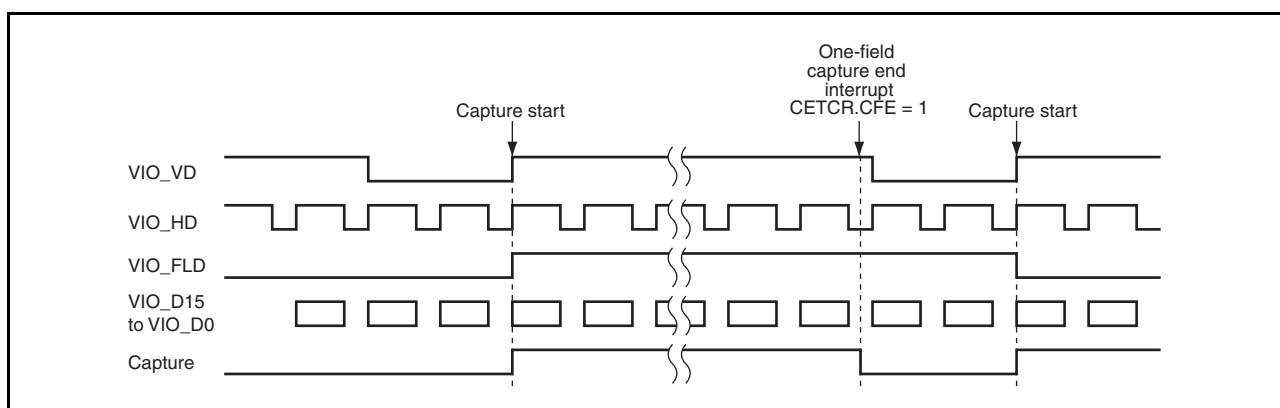 One-field
capture end
interrupt
CETCR.CFE = 1
Capture start
Capture start
VIO_VD
VIO_HD
VIO_FLD
VIO_D15
to VIO_D0
Capture